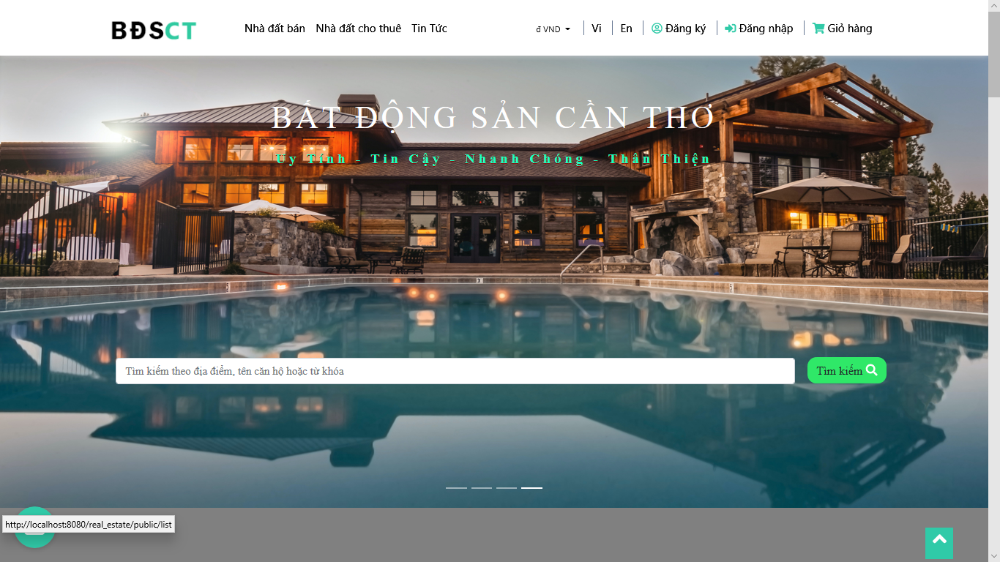 BĐSCT
Nhà đất bán Nhà đất cho thuê Tin Tức đ VND Vi En Đăng ký Đăng nhập Giỏ hàng
BẤT ĐỘNG SẢN CẦN THƠ
Uy Tính - Tin Cậy - Nhanh Chóng - Thân Thiện
Tìm kiếm theo địa điểm, tên căn hộ hoặc từ khóa
Tìm kiếm
http://localhost:8080/real_estate/public/list